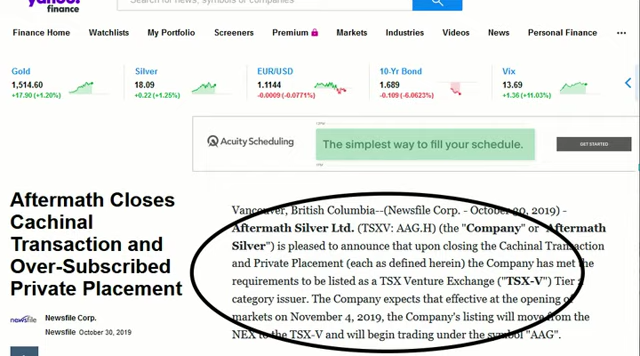 yahoo!
finance
Search for news, symbols or companies
Finance Home Watchlists My Portfolio Screeners Premium Markets Industries Videos News Personal Finance ...
Gold Silver EUR/USD 10-Yr Bond Vix
1,514.60 18.09 1.1144 1.689 13.69
+17.90 (+1.20%) +0.22 (+1.25%) -0.0009 (-0.0771%) -0.109 (-6.0623%) +1.36 (+11.03%)
Acuity Scheduling The simplest way to fill your schedule. GET STARTED
Aftermath Closes
Cachinal
Transaction and
Over-Subscribed
Private Placement
newsfile Newsfile Corp.
Newsfile October 30, 2019
Vancouver, British Columbia--(Newsfile Corp. - October 30, 2019) -
Aftermath Silver Ltd. (TSXV: AAG.H) (the "Company" or "Aftermath
Silver") is pleased to announce that upon closing the Cachinal Transaction
and Private Placement (each as defined herein) the Company has met the
requirements to be listed as a TSX Venture Exchange ("TSX-V") Tier 2
category issuer. The Company expects that effective at the opening of
markets on November 4, 2019, the Company's listing will move from the
NEX to the TSX-V and will begin trading under the symbol "AAG".